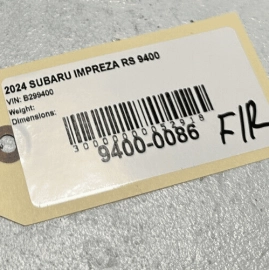 2024 SUBARU IMPREZA RS 9400
VIN: B299400
Weight:
Dimensions:
9400-0086
F/R